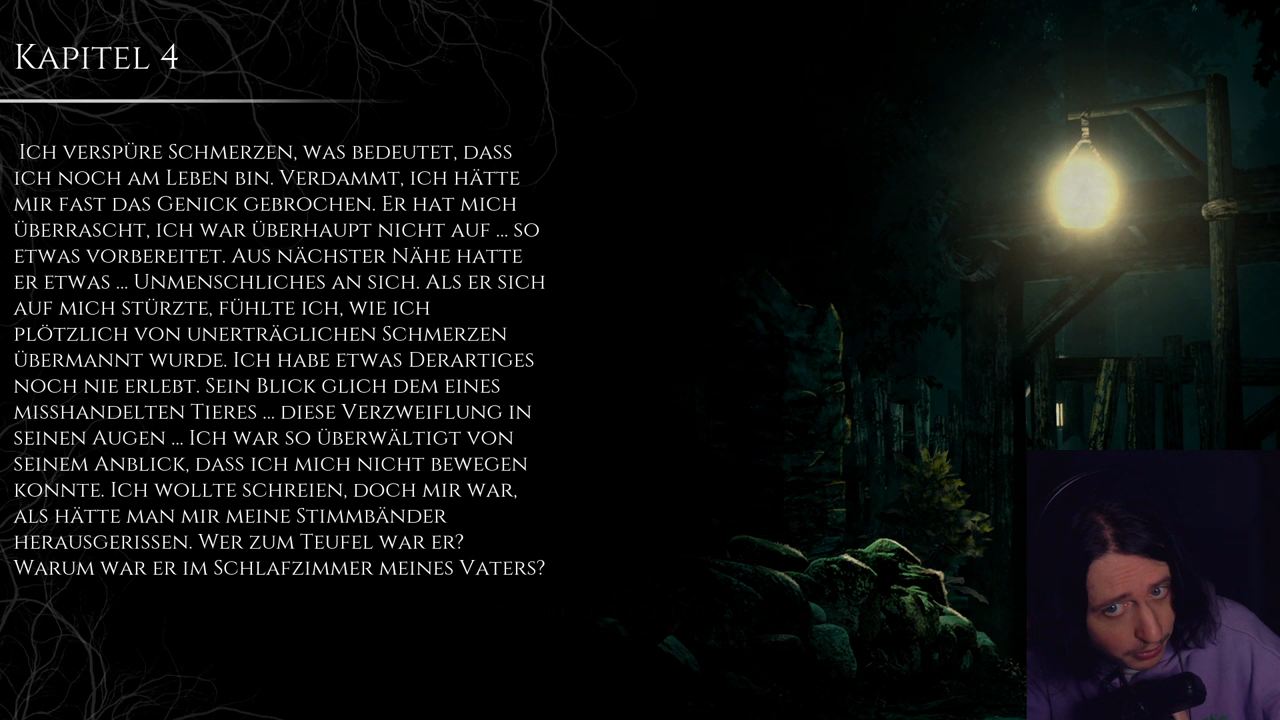 Kapitel 4
Ich verspüre Schmerzen, was bedeutet, dass
ich noch am Leben bin. Verdammt, ich hätte
mir fast das Genick gebrochen. Er hat mich
überrascht, ich war überhaupt nicht auf ... so
etwas vorbereitet. Aus nächster Nähe hatte
er etwas ... Unmenschliches an sich. Als er sich
auf mich stürzte, fühlte ich, wie ich
plötzlich von unerträglichen Schmerzen
übermannt wurde. Ich habe etwas Derartiges
noch nie erlebt. Sein Blick glich dem eines
misshandelten Tieres ... diese Verzweiflung in
seinen Augen ... Ich war so überwältigt von
seinem Anblick, dass ich mich nicht bewegen
konnte. Ich wollte schreien, doch mir war,
als hätte man mir meine Stimmbänder
herausgerissen. Wer zum Teufel war er?
Warum war er im Schlafzimmer meines Vaters?